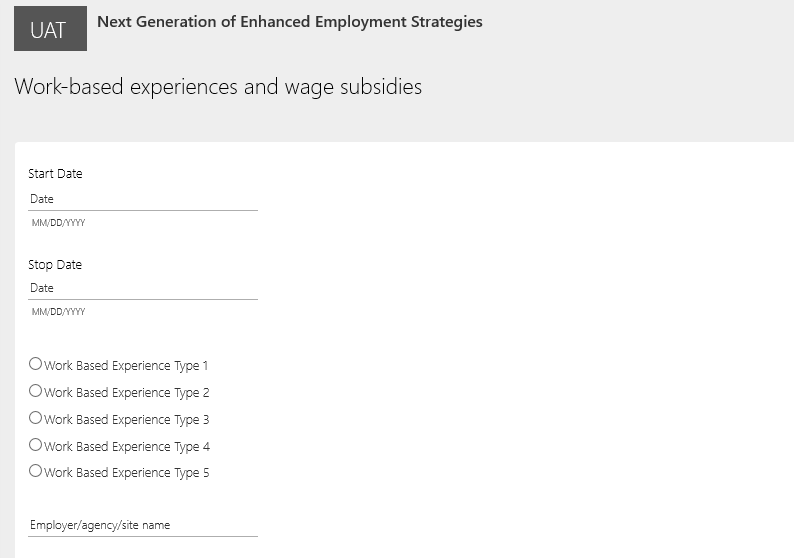 UAT
Next Generation of Enhanced Employment Strategies
Work-based experiences and wage subsidies
Start Date
Date
MM/DD/YYYY
Stop Date
Date
MM/DD/YYYY
Work Based Experience Type 1
Work Based Experience Type 2
Work Based Experience Type 3
Work Based Experience Type 4
Work Based Experience Type 5
Employer/agency/site name